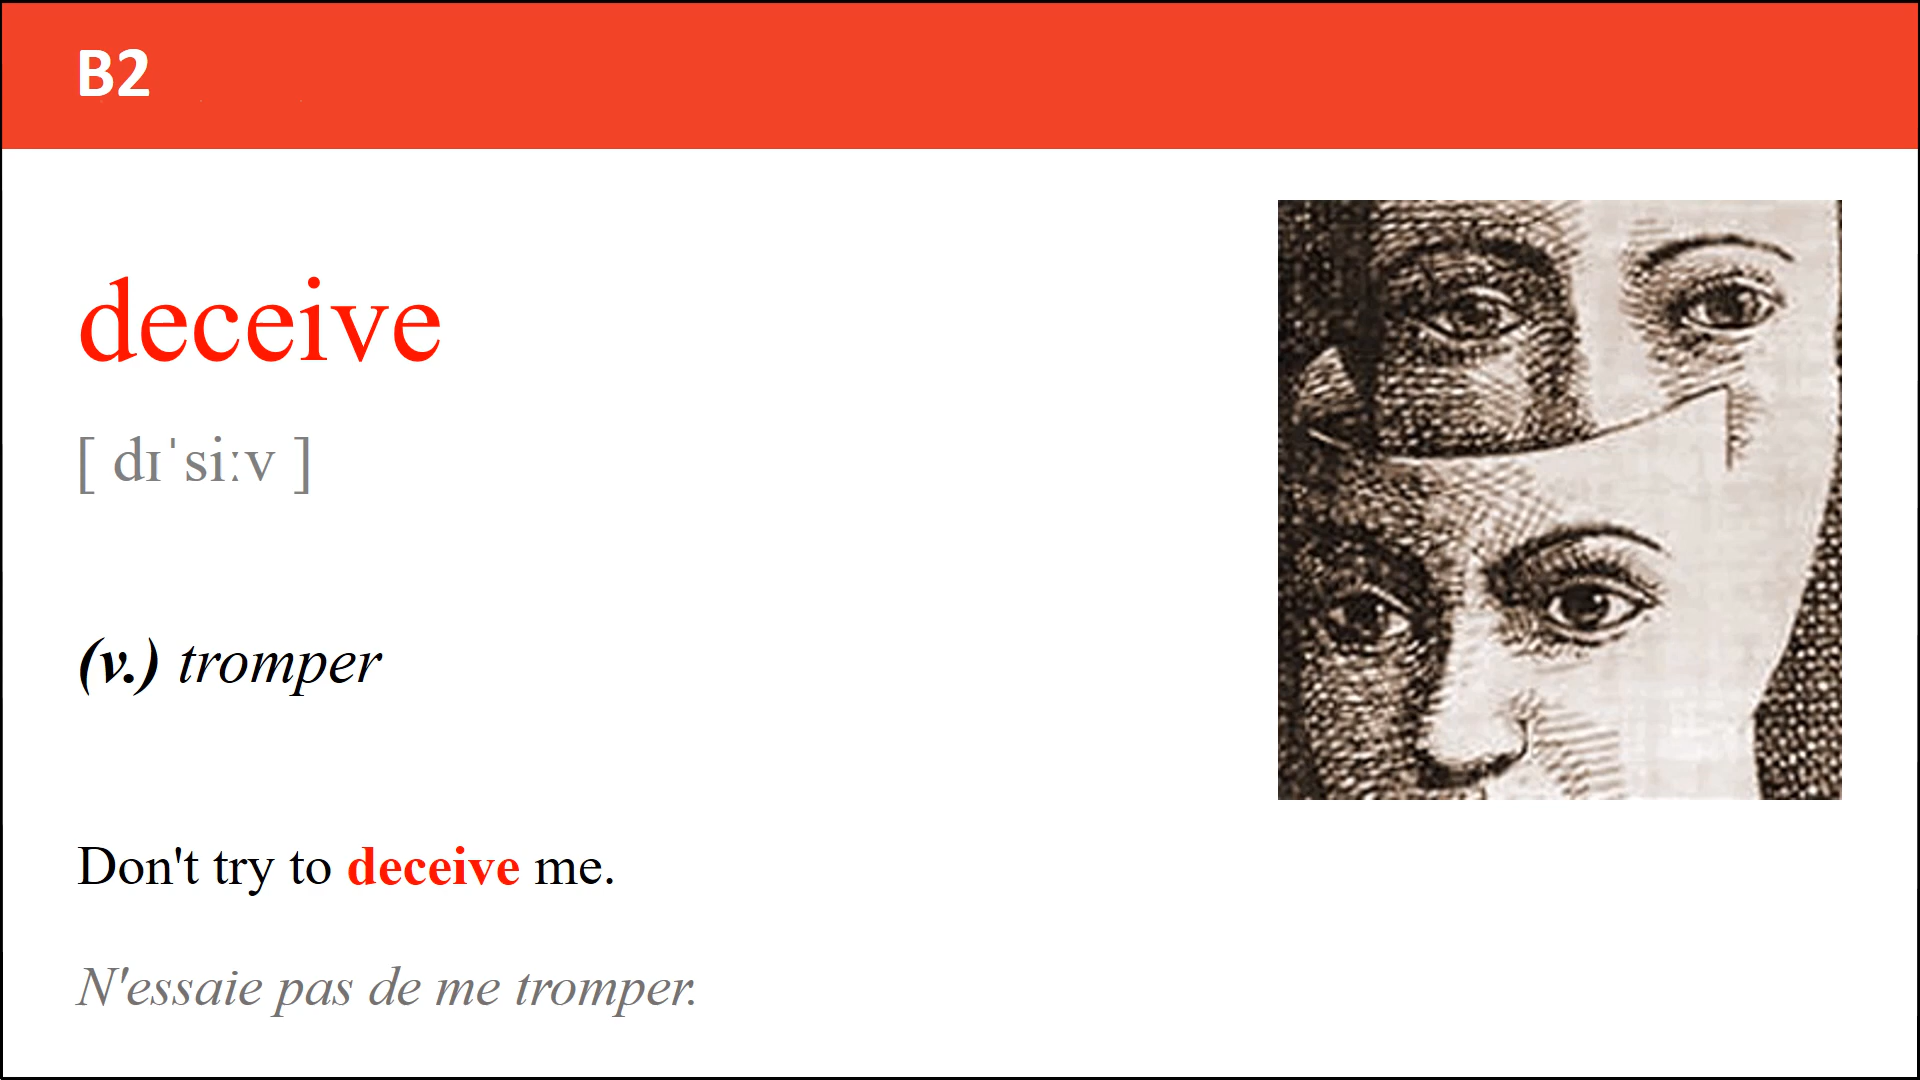 B2
deceive
[ dɪˈsiːv ]
(v.) tromper
Don't try to deceive me.
N'essaie pas de me tromper.